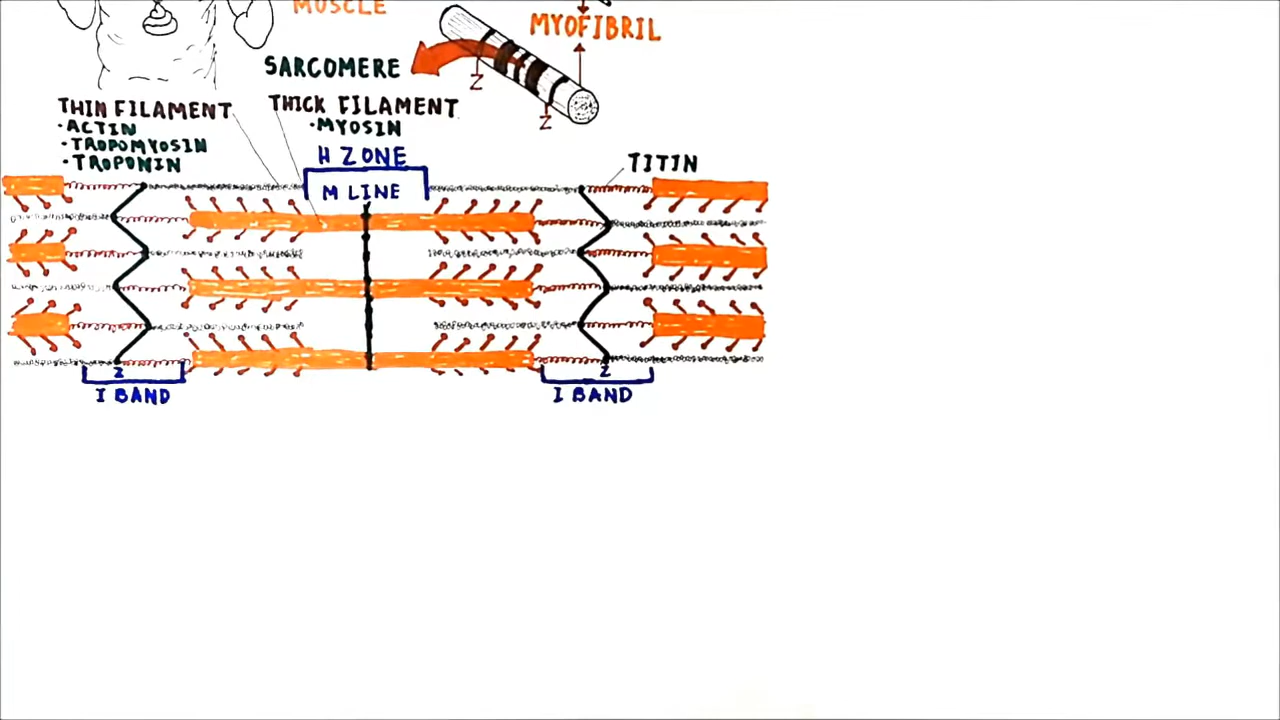 MUSCLE
MYOFIBRIL
SARCOMERE
Z
Z
THIN FILAMENT
•ACTIN
•TROPOMYOSIN
•TROPONIN
THICK FILAMENT
•MYOSIN
H ZONE
M LINE
TITIN
Z
I BAND
Z
I BAND